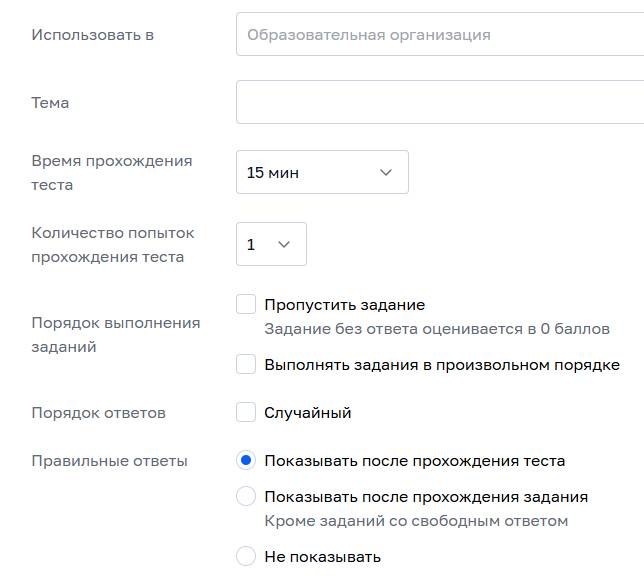 Использовать в
Образовательная организация
Тема
Время прохождения
теста
15 мин
Количество попыток
прохождения теста
1
Порядок выполнения
заданий
Пропустить задание
Задание без ответа оценивается в 0 баллов
Выполнять задания в произвольном порядке
Порядок ответов
Случайный
Правильные ответы
Показывать после прохождения теста
Показывать после прохождения задания
Кроме заданий со свободным ответом
Не показывать